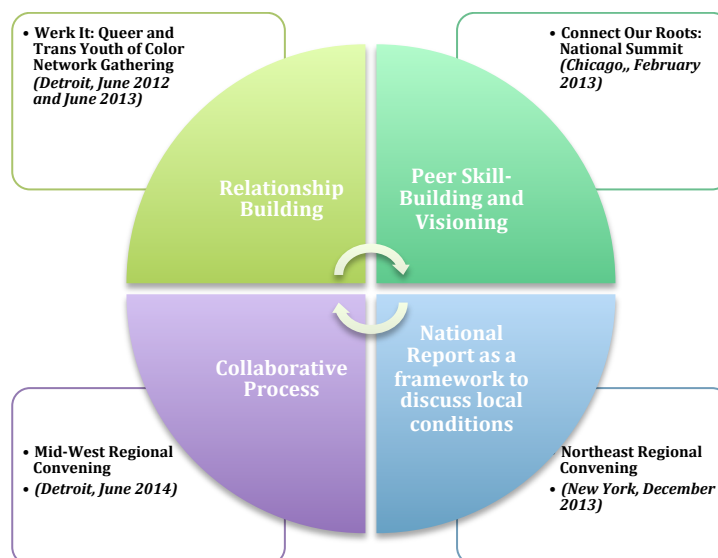 • Werk It: Queer and
Trans Youth of Color
Network Gathering
(Detroit, June 2012
and June 2013)
• Connect Our Roots:
National Summit
(Chicago,, February
2013)
Relationship
Building
Peer Skill-
Building and
Visioning
Collaborative
Process
National
Report as a
framework to
discuss local
conditions
• Mid-West Regional
Convening
• (Detroit, June 2014)
• Northeast Regional
Convening
• (New York, December
2013)